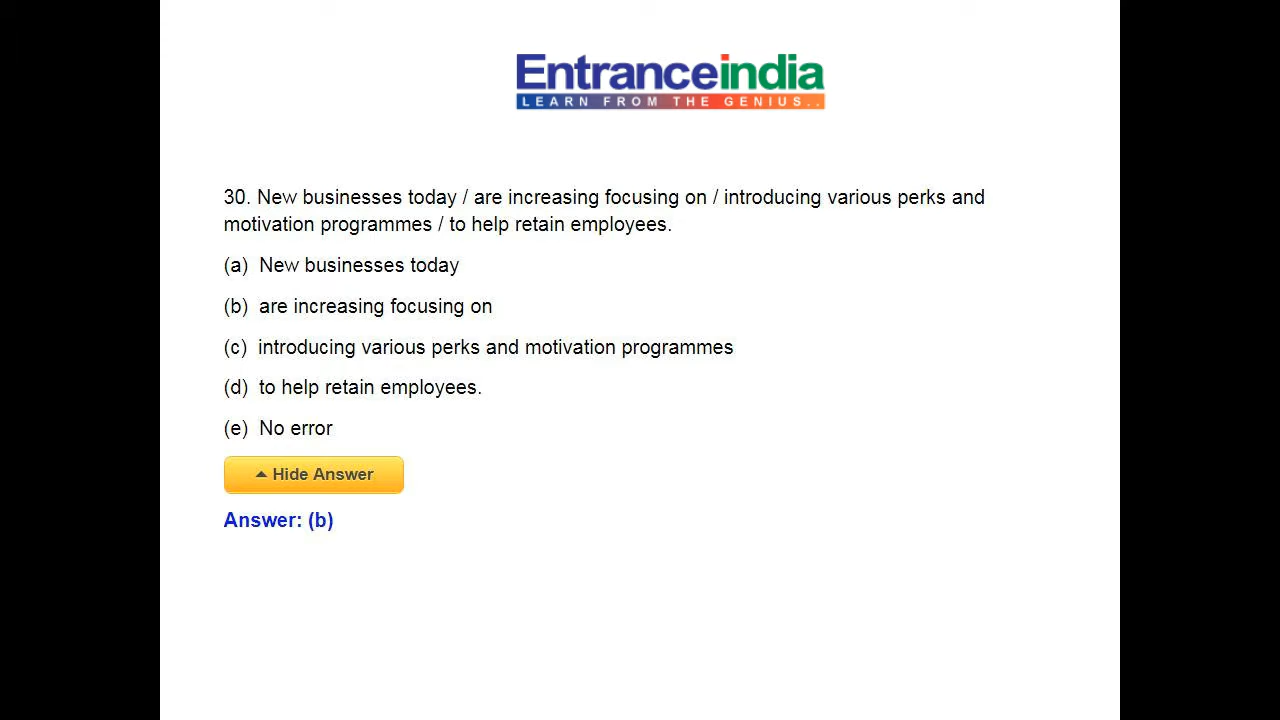 Entranceindia
LEARN FROM THE GENIUS..
30. New businesses today / are increasing focusing on / introducing various perks and
motivation programmes / to help retain employees.
(a) New businesses today
(b) are increasing focusing on
(c) introducing various perks and motivation programmes
(d) to help retain employees.
(e) No error
Hide Answer
Answer: (b)